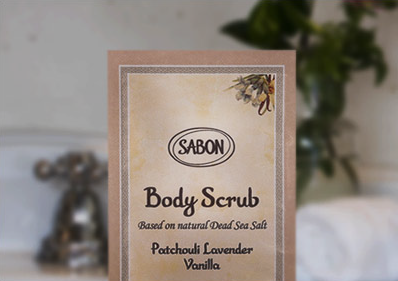 SABON
Body Scrub
Based on natural Dead Sea Salt
Patchouli Lavender
Vanilla